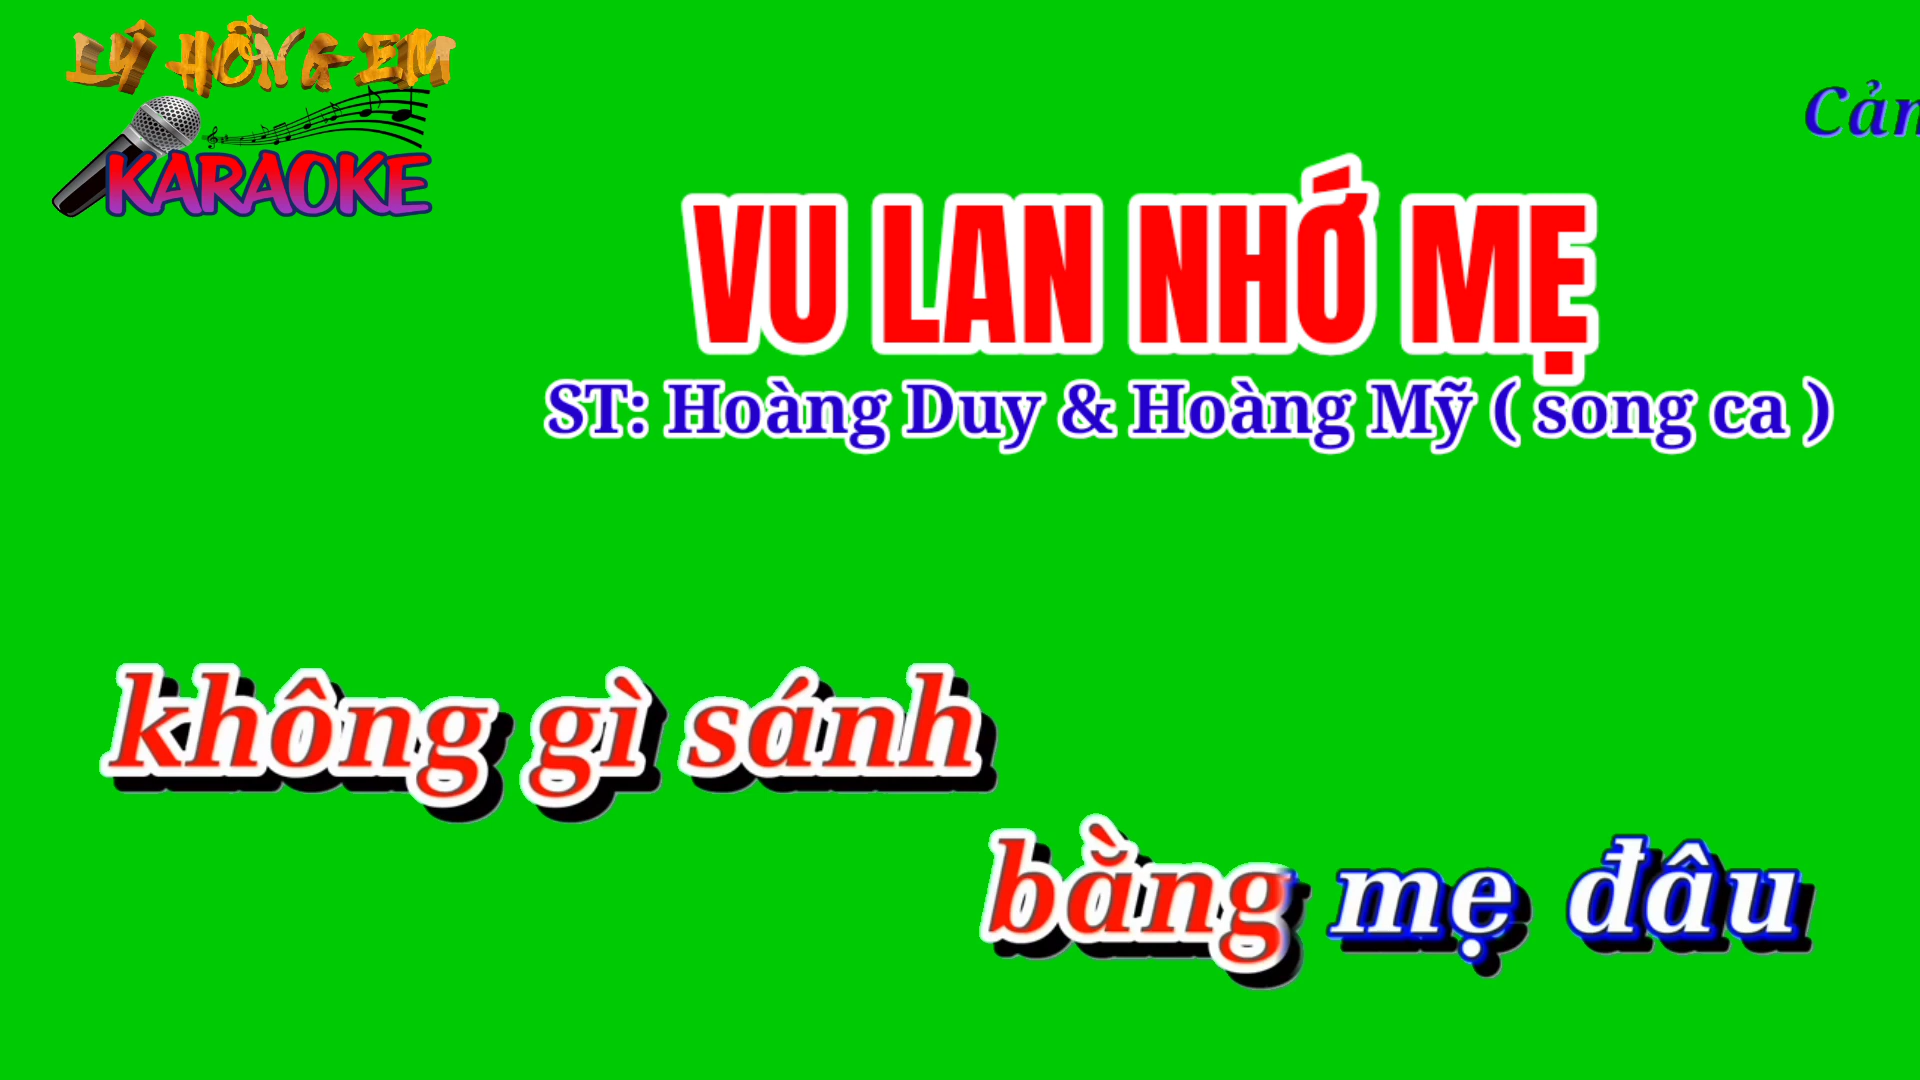 LÝ HỒNG EM
KARAOKE
VU LAN NHỚ MẸ
ST: Hoàng Duy & Hoàng Mỹ ( song ca )
không gì sánh
bằng mẹ đâu